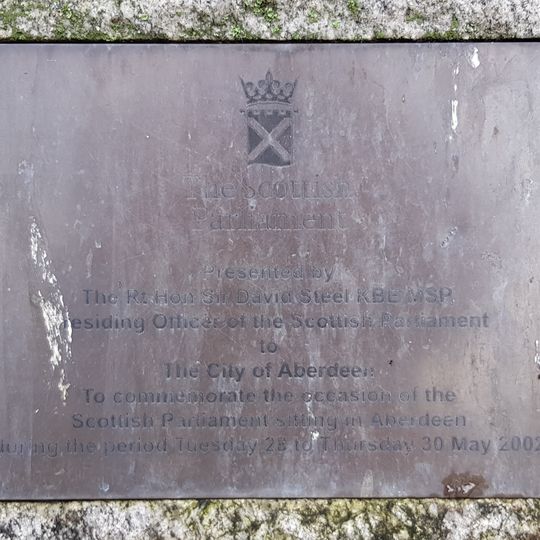 The Scottish
Parliament
Presented by
The Rt Hon Sir David Steel KBE MSP
residing Officer of the Scottish Parliament
to
The City of Aberdeen
To commemorate the occasion of the
Scottish Parliament sitting in Aberdeen
during the period Tuesday 28 to Thursday 30 May 2002